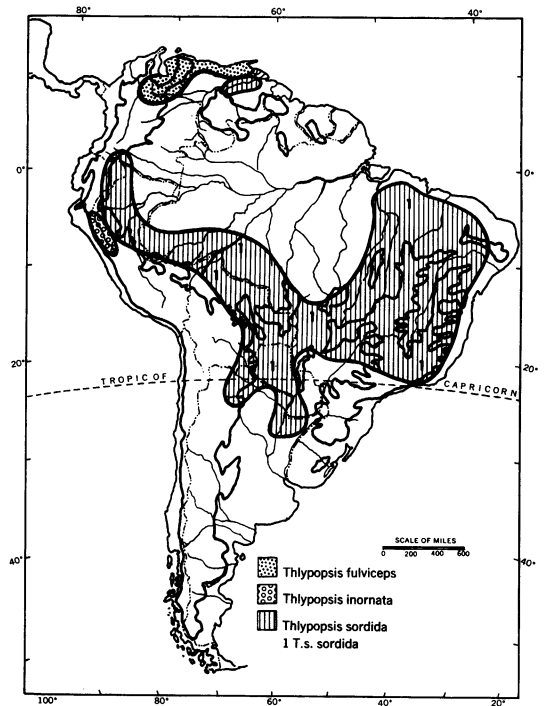 80° 60°
0° 0°
20° 20°
TROPIC OF CAPRICORN
SCALE OF MILES
0 200 400 600
40° 40°
Thlypopsis fulviceps
Thlypopsis inornata
Thlypopsis sordida
1 T.s. sordida
100° 80° 60° 40° 20°